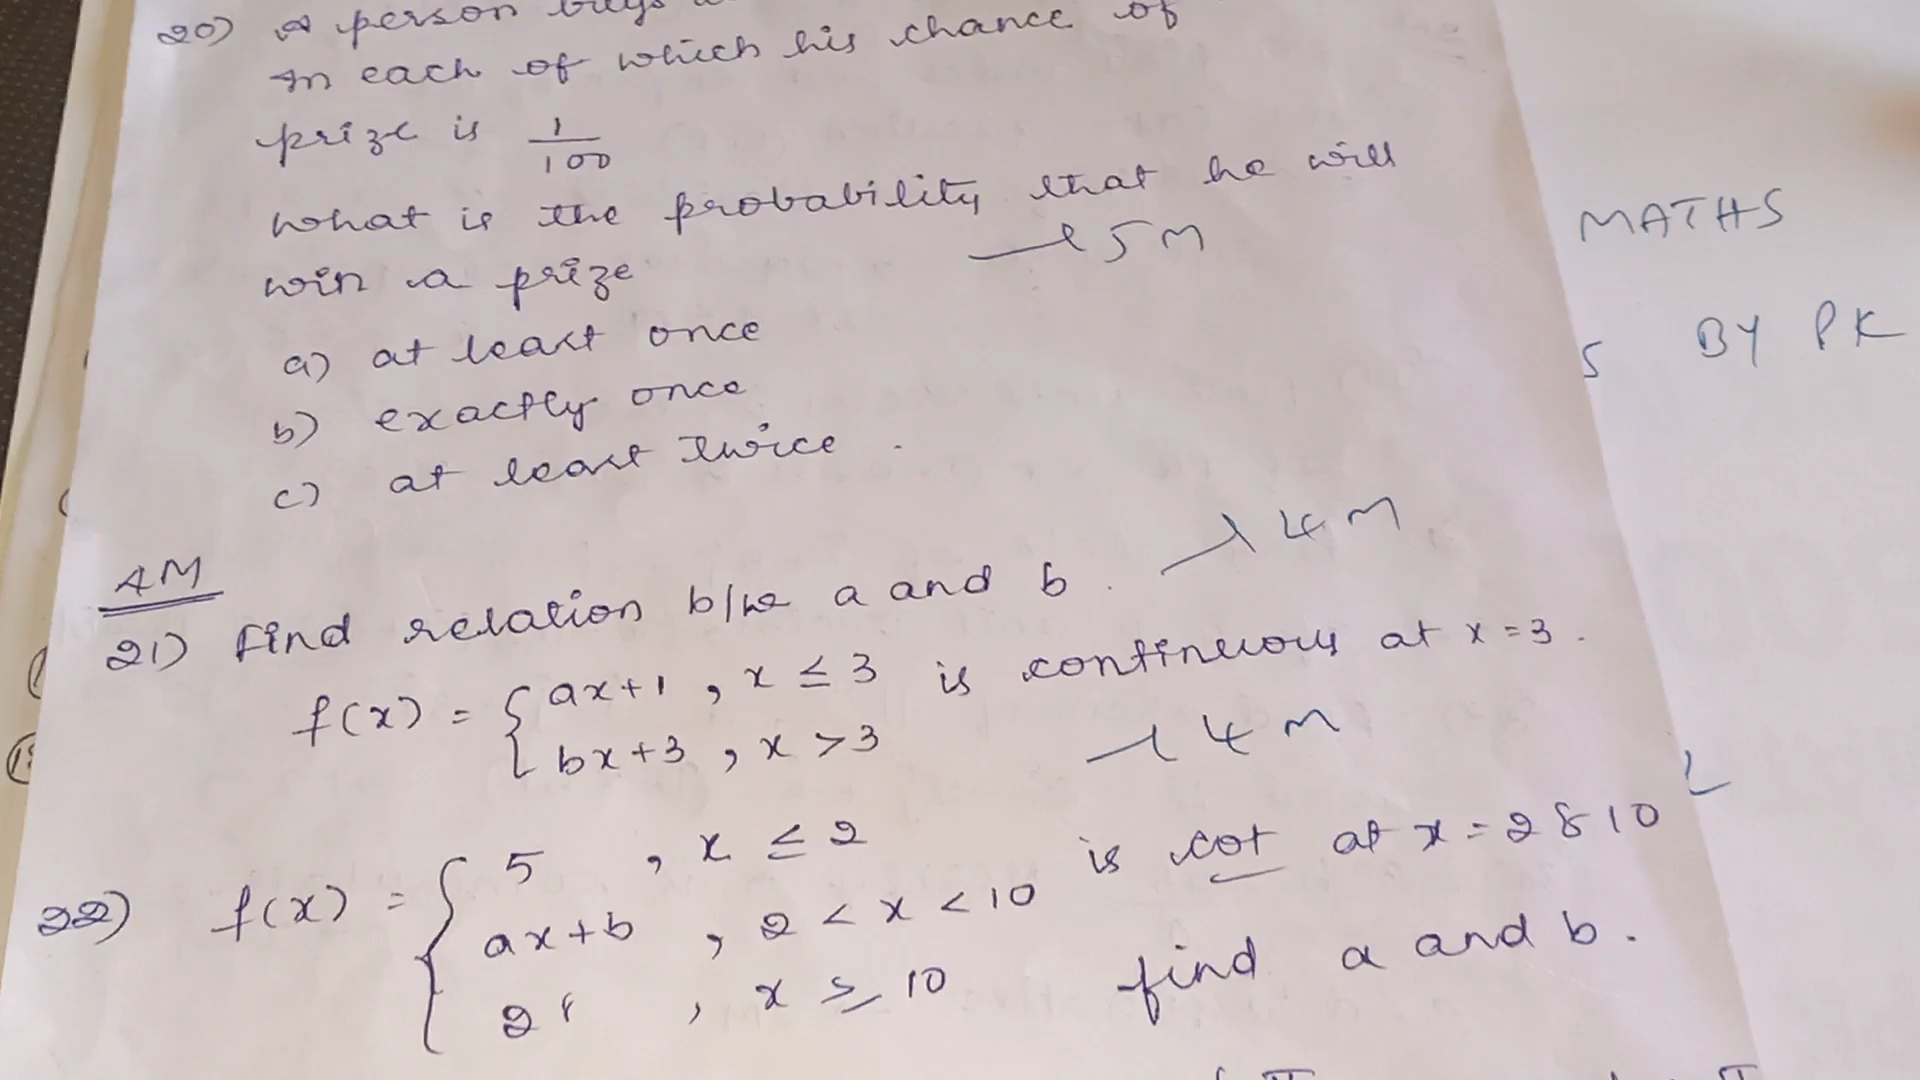 20) A person buys
In each of which his chance of
prize is 1/100
what is the probability that he will
win a prize → 5M
a) at least once
b) exactly once
c) at least twice.
MATHS
S BY PK
4M
21) Find relation b/w a and b. → 4M
f(x) = { ax+1, x ≤ 3 is continuous at x=3.
bx+3, x > 3
→ 4M
22) f(x) = { 5, x ≤ 2 is cot at x=2 & 10
ax+b, 2 < x < 10
, x ≥ 10 find a and b.